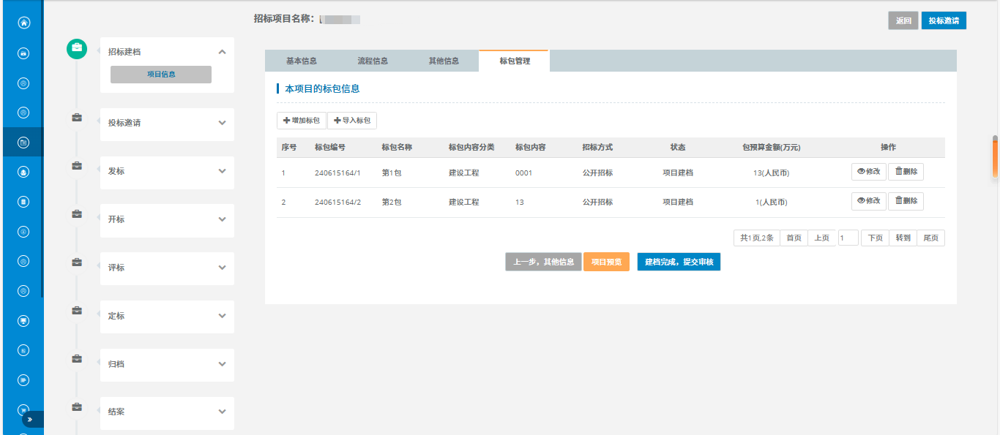 招标项目名称：
返回 投标邀请
招标建档
项目信息
投标邀请
发标
开标
评标
定标
归档
结案
基本信息 流程信息 其他信息 标包管理
本项目的标包信息
增加标包 导入标包
序号 标包编号 标包名称 标包内容分类 标包内容 招标方式 状态 包预算金额(万元) 操作
1 240615164/1 第1包 建设工程 0001 公开招标 项目建档 13(人民币) 修改 删除
2 240615164/2 第2包 建设工程 13 公开招标 项目建档 1(人民币) 修改 删除
共1页,2条 首页 上页 1 下页 转到 尾页
上一步，其他信息 项目预览 建档完成，提交审核